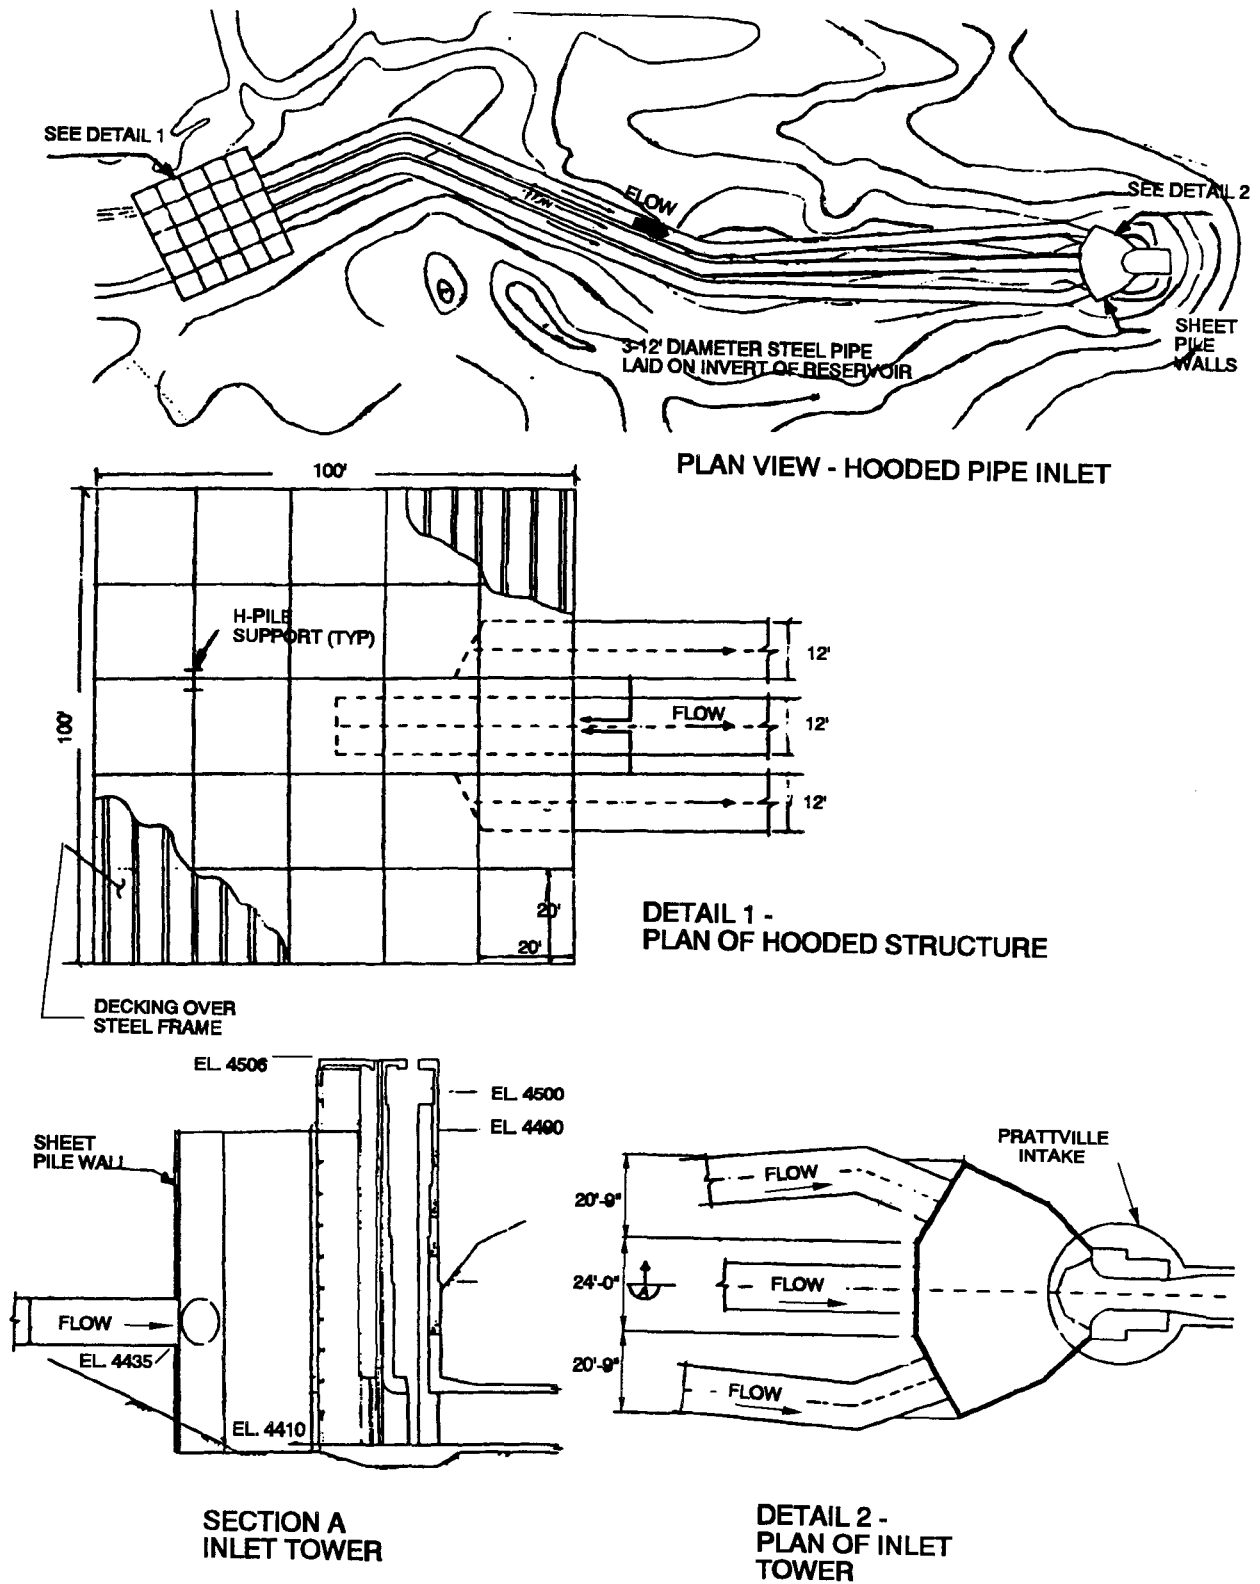 SEE DETAIL 1
FLOW
FLOW
SEE DETAIL 2
SHEET
PILE
WALLS
3-12' DIAMETER STEEL PIPE
LAID ON INVERT OF RESERVOIR
PLAN VIEW - HOODED PIPE INLET
100'
H-PILE
SUPPORT (TYP)
12'
100'
FLOW
12'
12'
20'
20'
DETAIL 1 -
PLAN OF HOODED STRUCTURE
DECKING OVER
STEEL FRAME
EL. 4506
EL. 4500
EL. 4490
SHEET
PILE WALL
FLOW
EL. 4435
EL. 4410
SECTION A
INLET TOWER
PRATTVILLE
INTAKE
FLOW
20'-9"
24'-0"
A
FLOW
20'-9"
FLOW
DETAIL 2 -
PLAN OF INLET
TOWER